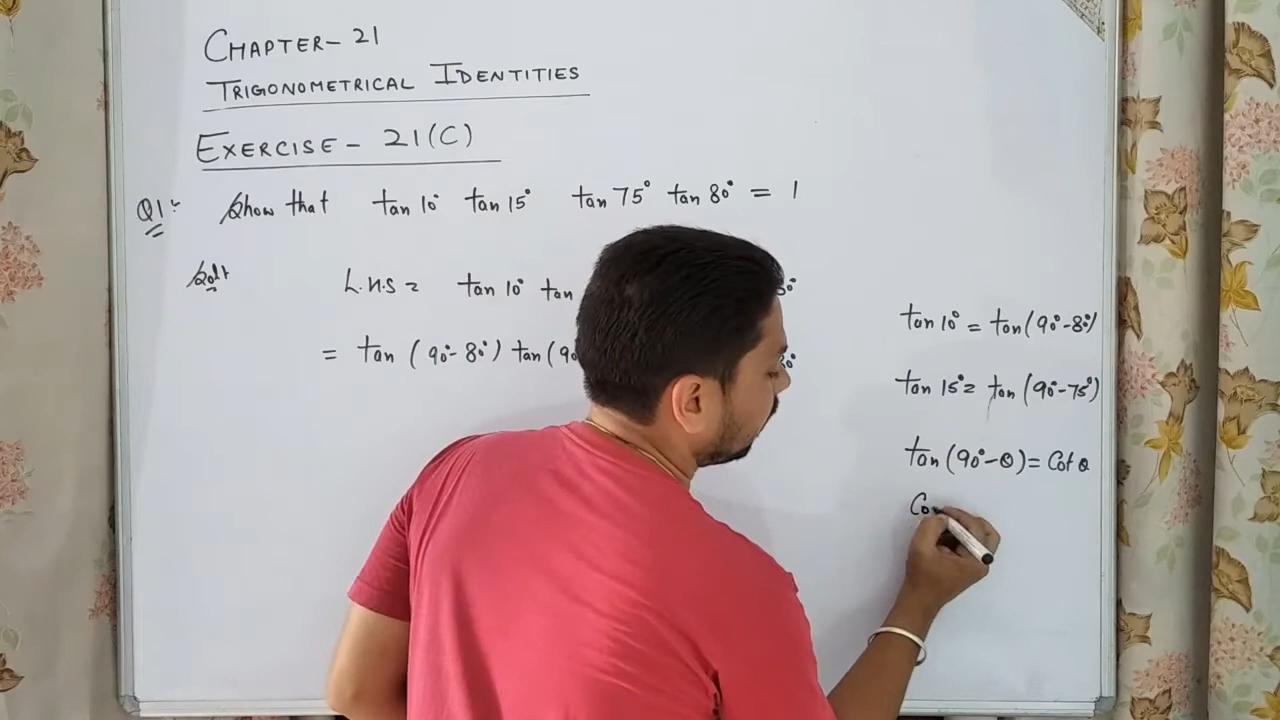 CHAPTER- 21
TRIGONOMETRICAL IDENTITIES
EXERCISE - 21(C)
Q1: Show that tan 10° tan 15° tan 75° tan 80° = 1
Sol:
L.H.S = tan 10° tan
= tan (90°- 80°) tan (90
tan 10° = tan(90°-80°)
tan 15° = tan (90°-75°)
tan (90°-θ) = Cot θ
Co